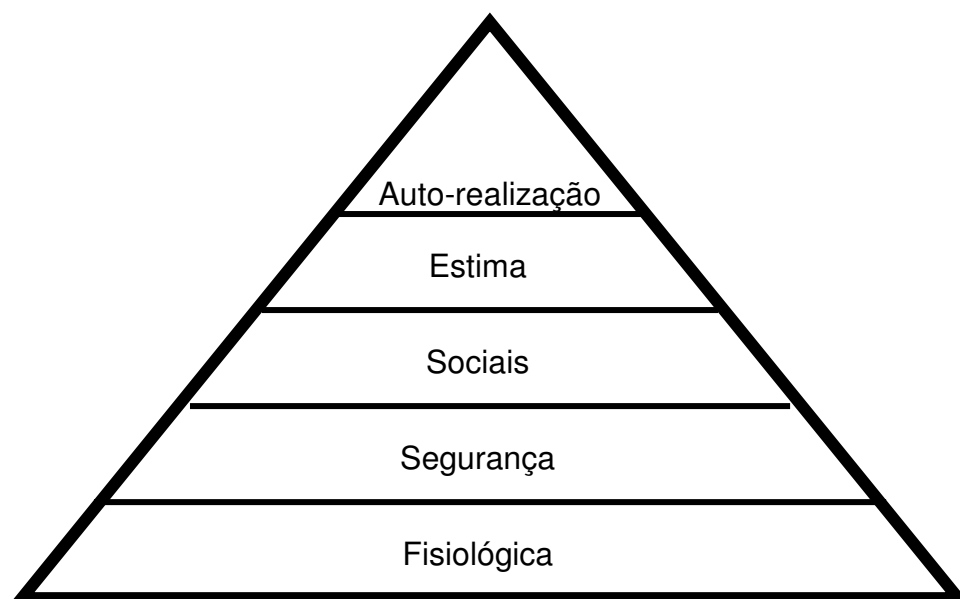 Auto-realização
Estima
Sociais
Segurança
Fisiológica